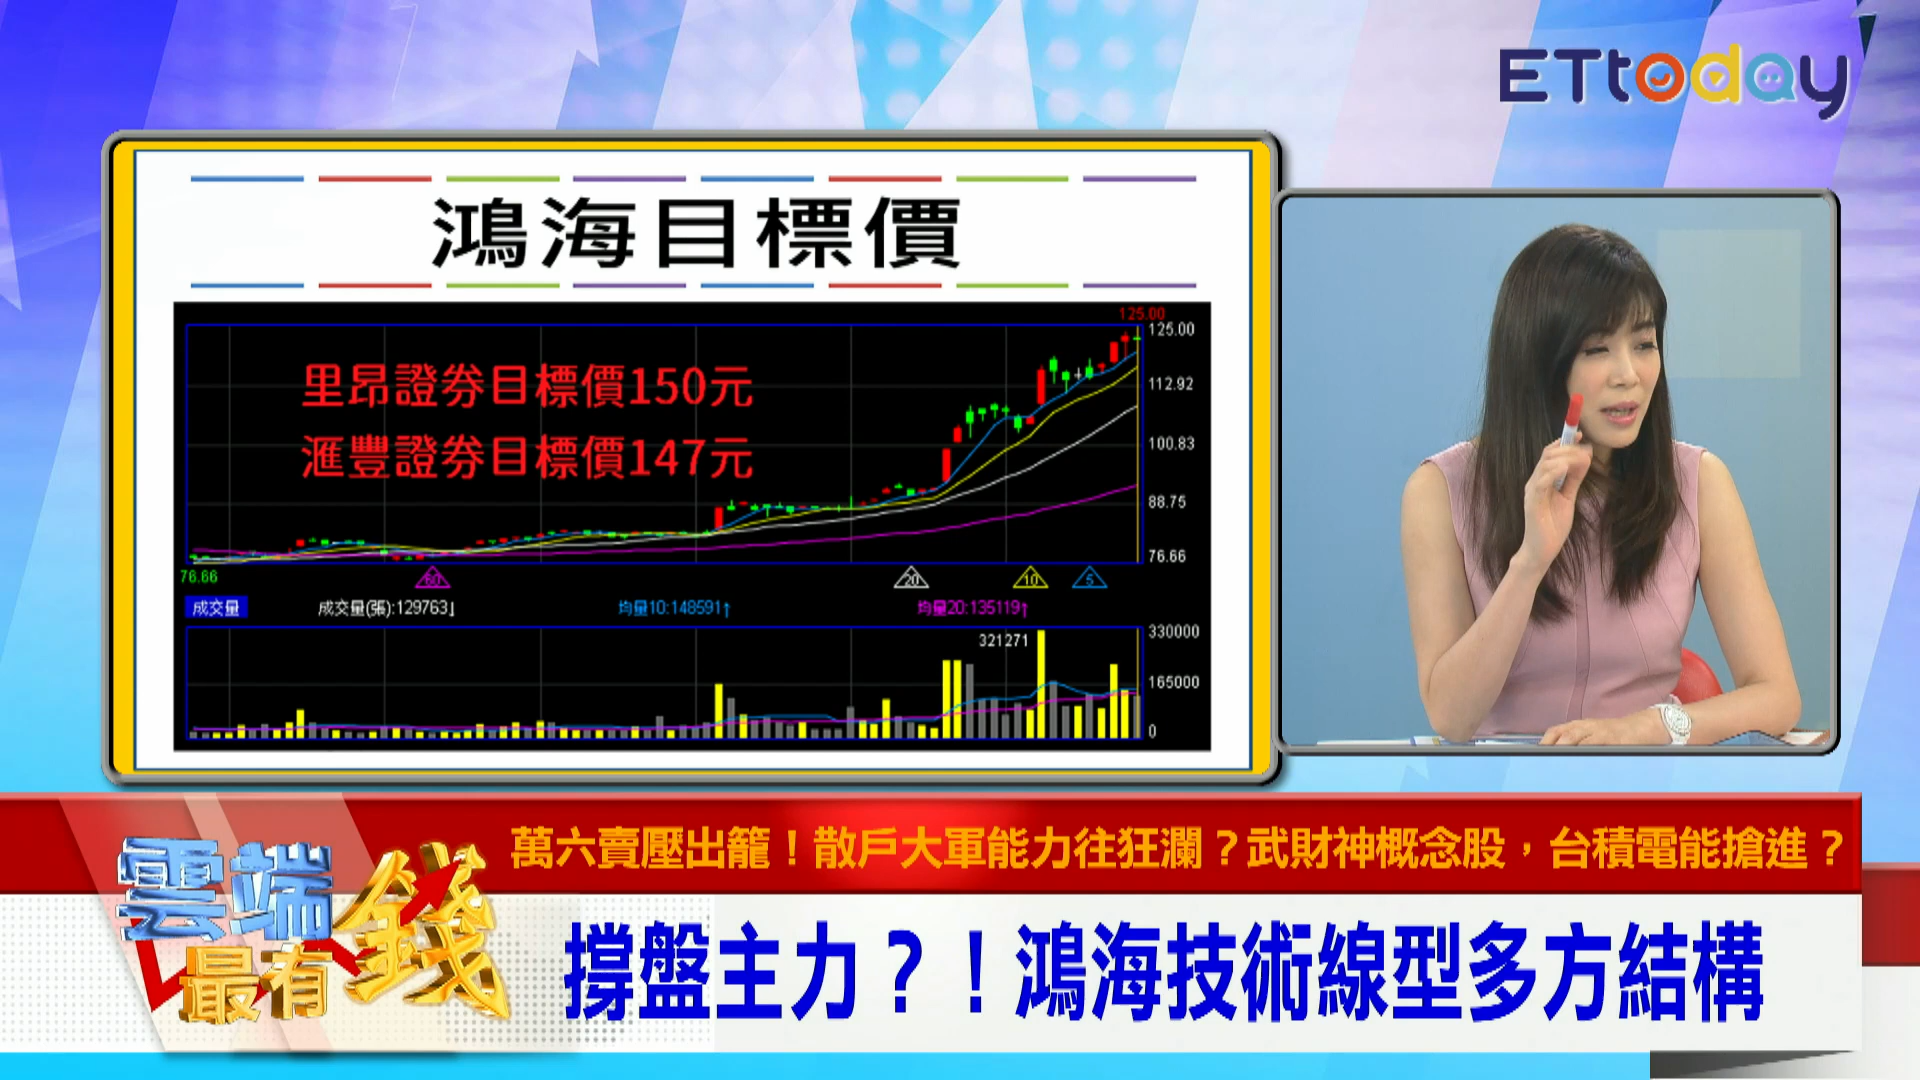 ETtoday
鴻海目標價
125.00
125.00
里昂證券目標價150元
112.92
滙豐證券目標價147元
100.83
88.75
76.66
76.66
60
20
10
5
成交量
成交量(張):129763↓
均量10:148591↑
均量20:135119↑
330000
321271
165000
0
萬六賣壓出籠！散戶大軍能力往狂瀾？武財神概念股，台積電能搶進？
雲端最有錢
撐盤主力？！鴻海技術線型多方結構